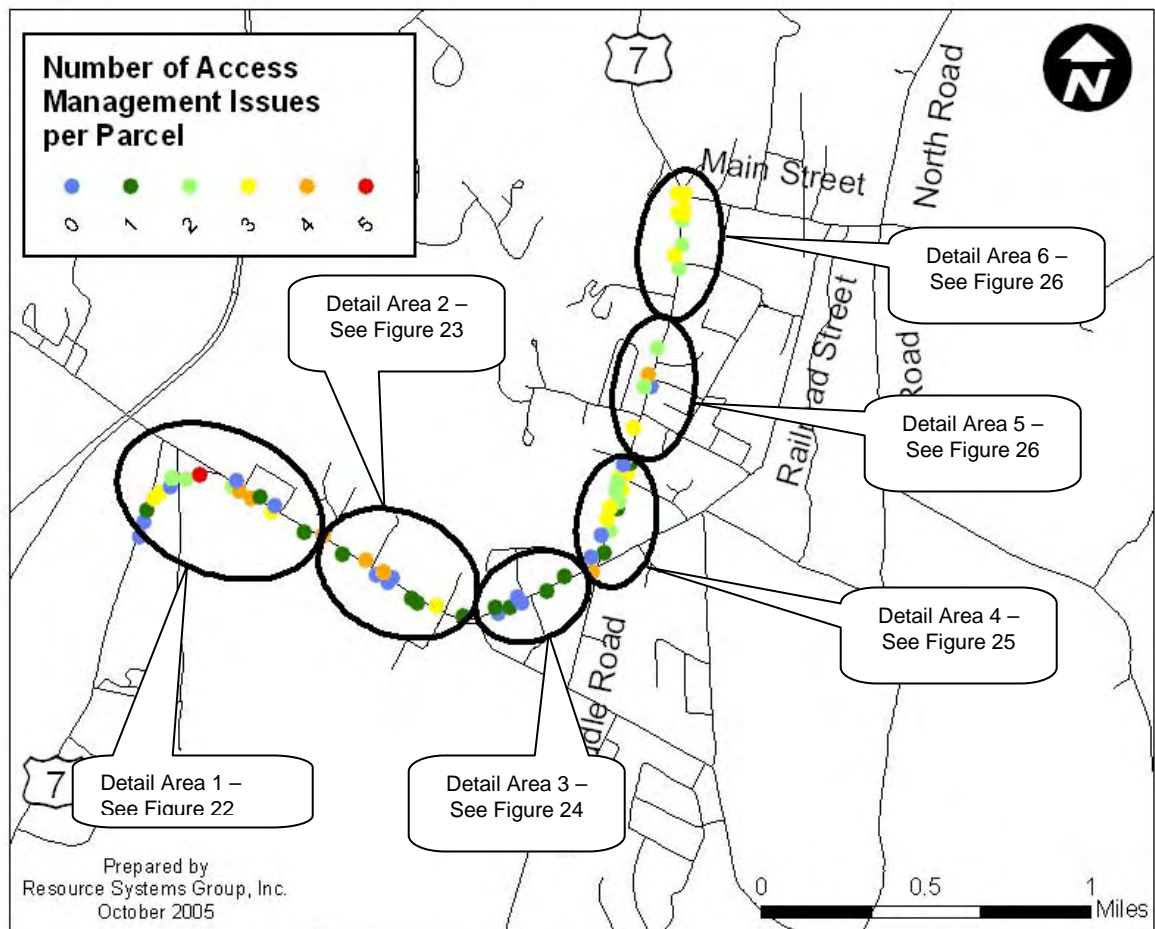 Number of Access
Management Issues
per Parcel
0 1 2 3 4 5
7
N
North Road
Main Street
Detail Area 6 –
See Figure 26
Detail Area 2 –
See Figure 23
Street
Road
Detail Area 5 –
See Figure 26
Detail Area 4 –
See Figure 25
Road
7
Detail Area 1 –
See Figure 22
Detail Area 3 –
See Figure 24
Prepared by
Resource Systems Group, Inc.
October 2005
0 0.5 1
Miles